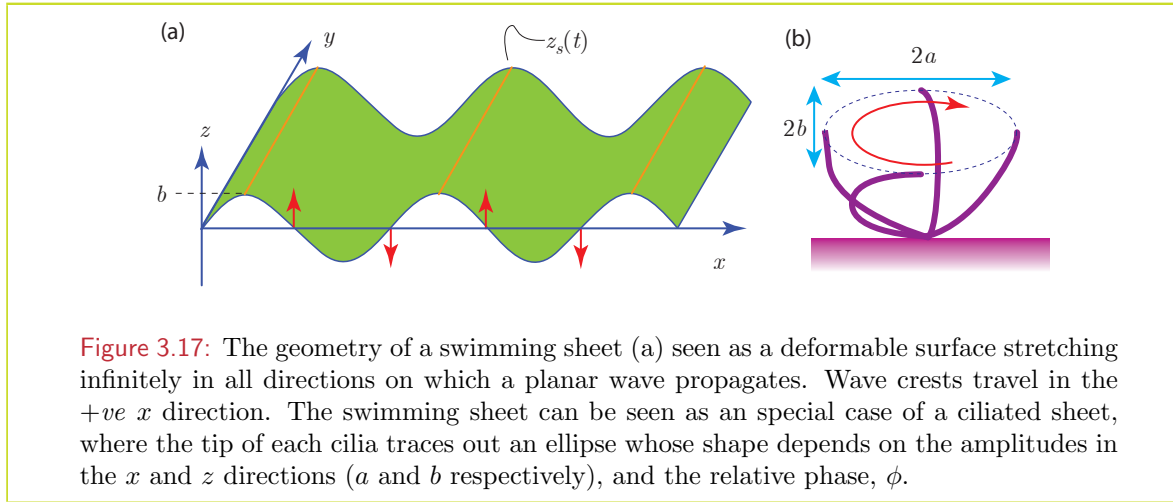 (a)
y
z_s(t)
(b)
2a
z
2b
b
x
Figure 3.17: The geometry of a swimming sheet (a) seen as a deformable surface stretching
infinitely in all directions on which a planar wave propagates. Wave crests travel in the
+ve x direction. The swimming sheet can be seen as an special case of a ciliated sheet,
where the tip of each cilia traces out an ellipse whose shape depends on the amplitudes in
the x and z directions (a and b respectively), and the relative phase, ϕ.